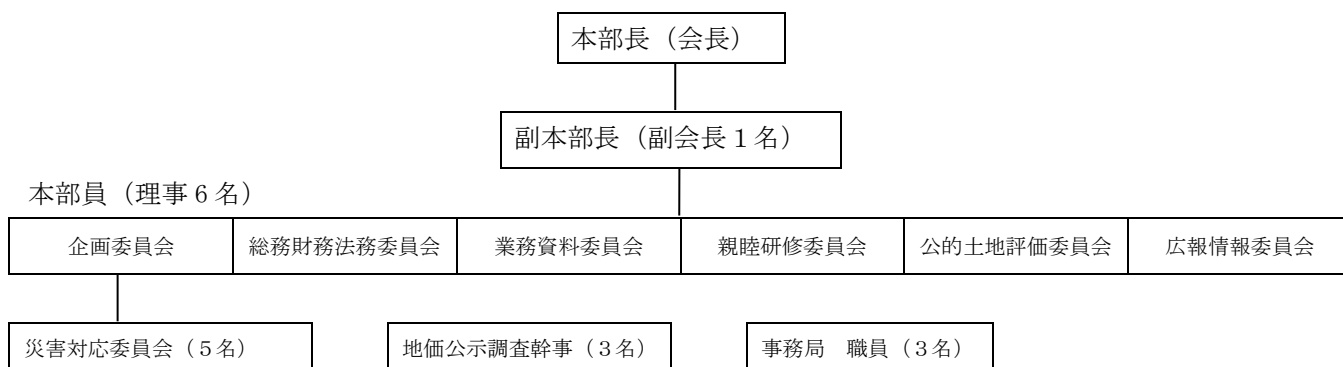 本部長（会長）
副本部長（副会長１名）
本部員（理事６名）
企画委員会
総務財務法務委員会
業務資料委員会
親睦研修委員会
公的土地評価委員会
広報情報委員会
災害対応委員会（５名）
地価公示調査幹事（３名）
事務局　職員（３名）